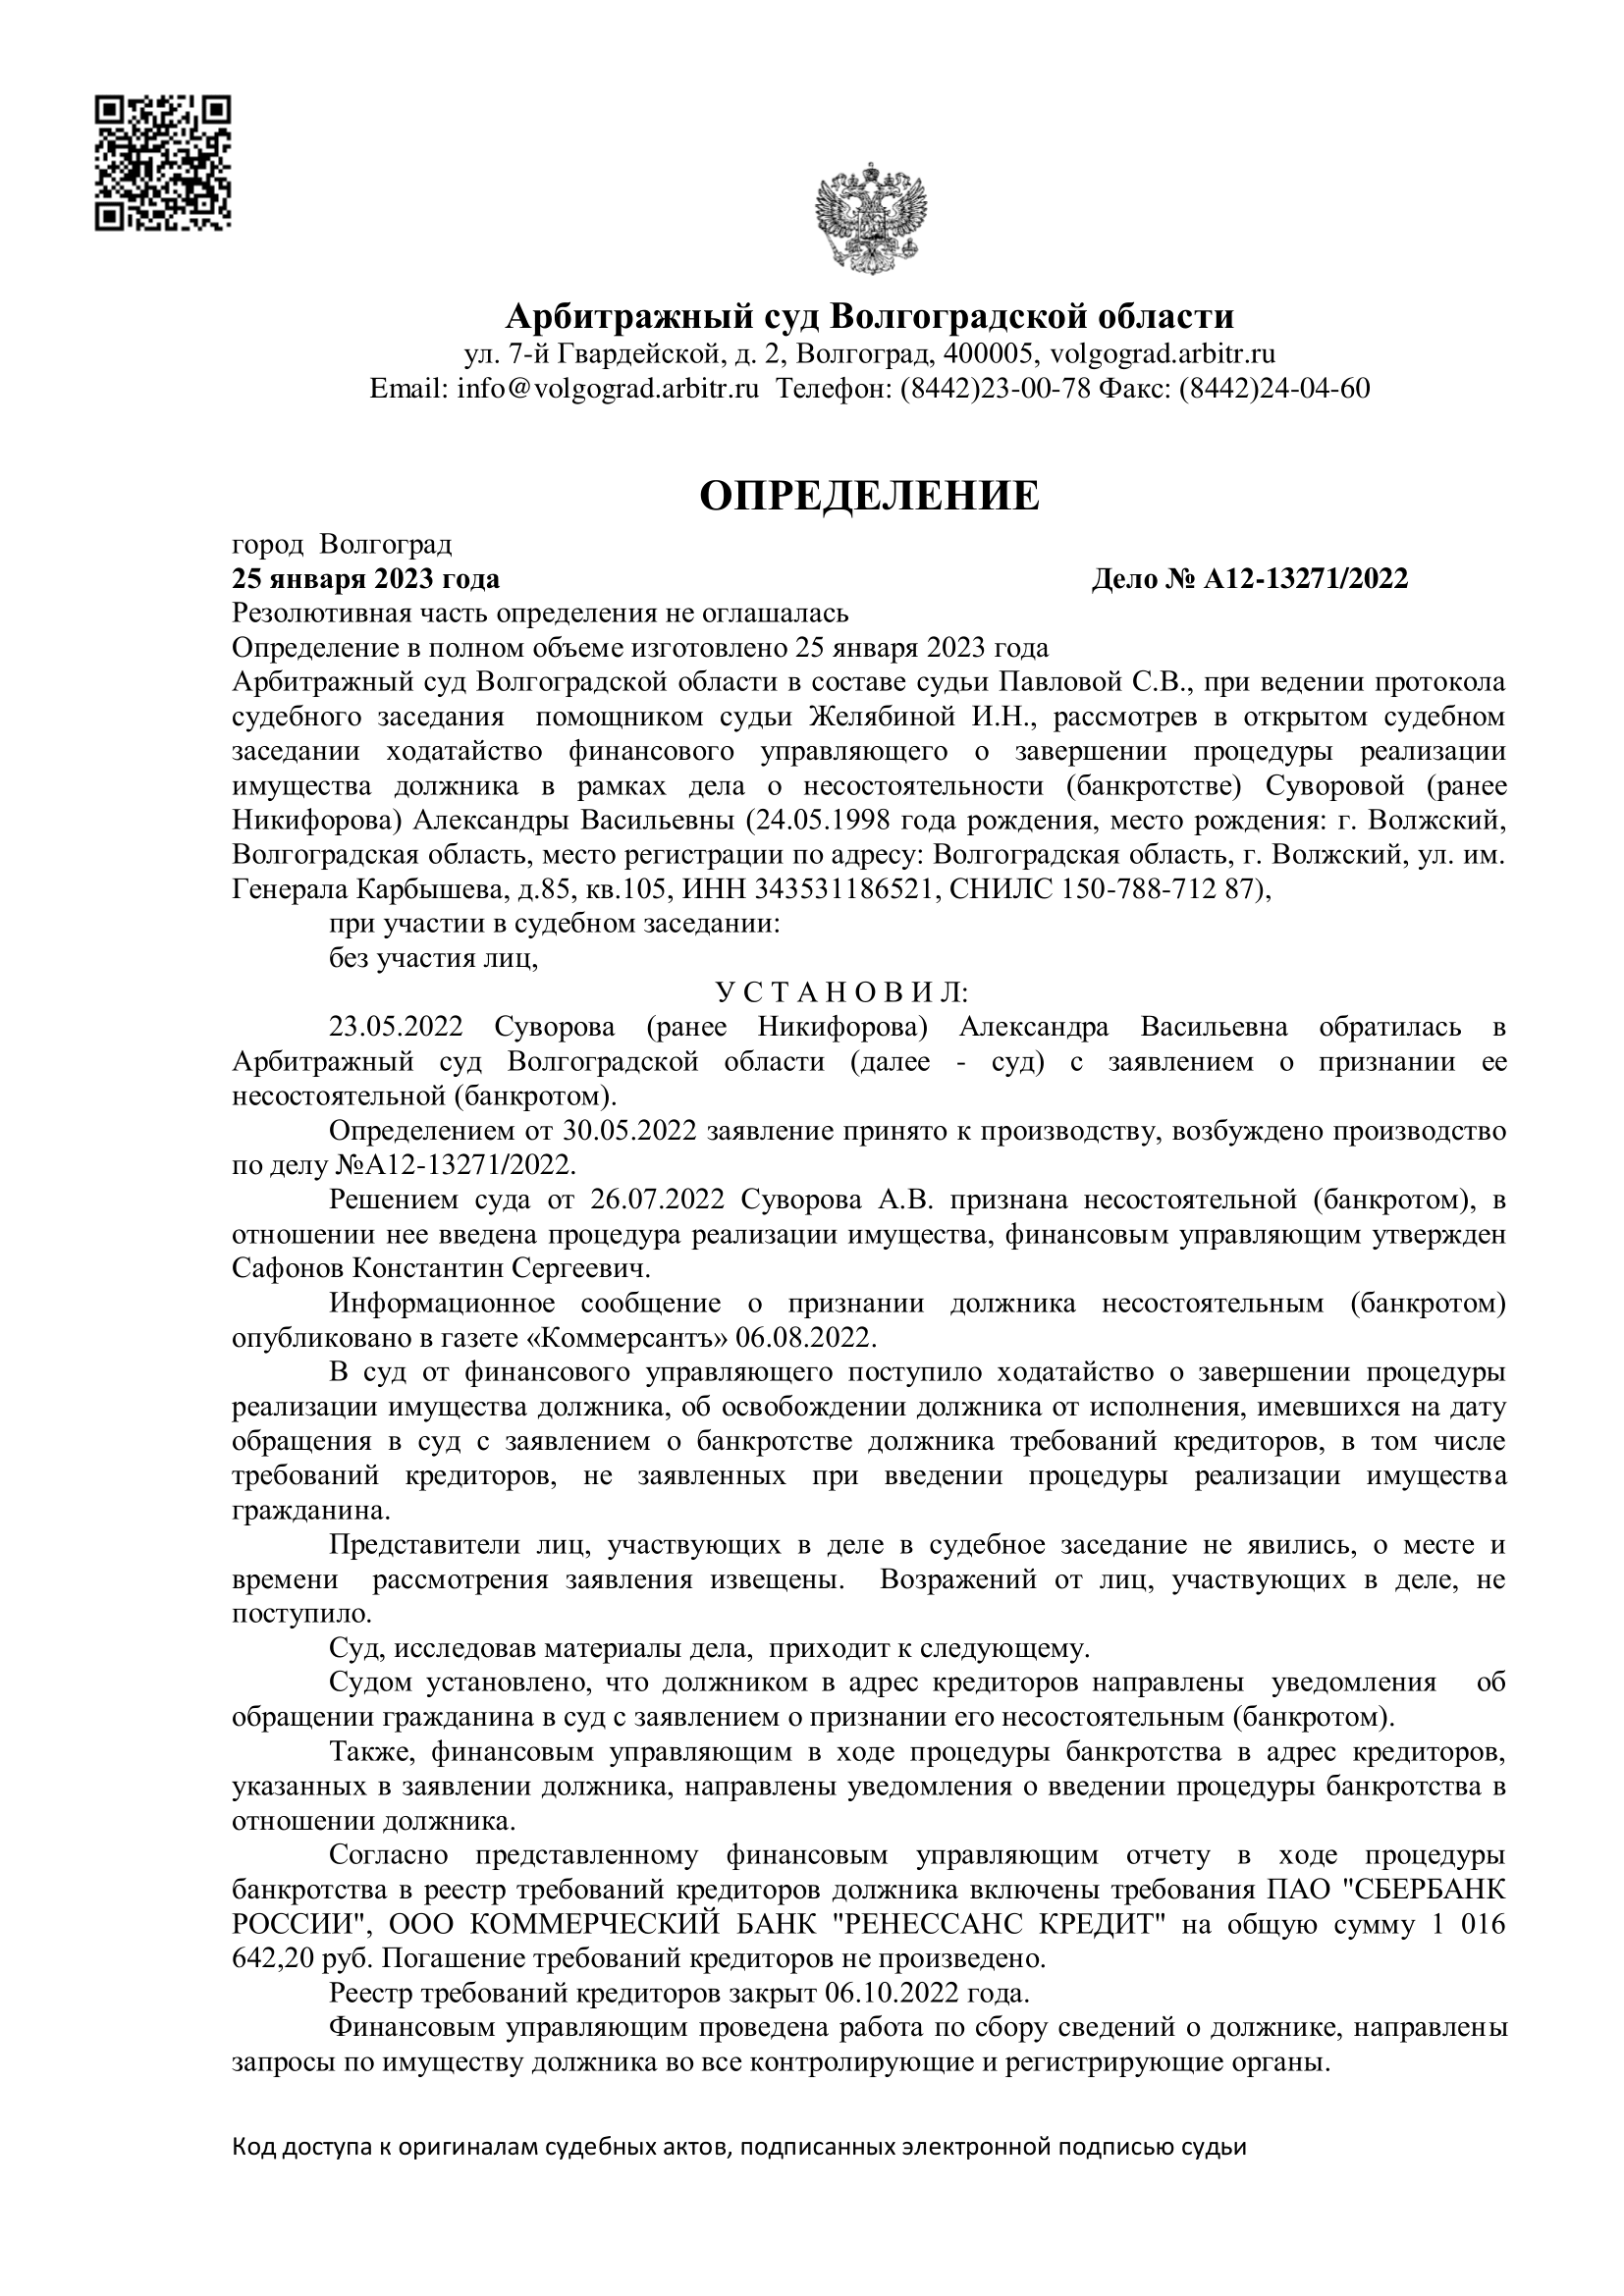 Арбитражный суд Волгоградской области
ул. 7-й Гвардейской, д. 2, Волгоград, 400005, volgograd.arbitr.ru
Email: info@volgograd.arbitr.ru Телефон: (8442)23-00-78 Факс: (8442)24-04-60
ОПРЕДЕЛЕНИЕ
город Волгоград
25 января 2023 года Дело № А12-13271/2022
Резолютивная часть определения не оглашалась
Определение в полном объеме изготовлено 25 января 2023 года
Арбитражный суд Волгоградской области в составе судьи Павловой С.В., при ведении протокола
судебного заседания помощником судьи Желябиной И.Н., рассмотрев в открытом судебном
заседании ходатайство финансового управляющего о завершении процедуры реализации
имущества должника в рамках дела о несостоятельности (банкротстве) Суворовой (ранее
Никифорова) Александры Васильевны (24.05.1998 года рождения, место рождения: г. Волжский,
Волгоградская область, место регистрации по адресу: Волгоградская область, г. Волжский, ул. им.
Генерала Карбышева, д.85, кв.105, ИНН 343531186521, СНИЛС 150-788-712 87),
при участии в судебном заседании:
без участия лиц,
У С Т А Н О В И Л:
23.05.2022 Суворова (ранее Никифорова) Александра Васильевна обратилась в
Арбитражный суд Волгоградской области (далее - суд) с заявлением о признании ее
несостоятельной (банкротом).
Определением от 30.05.2022 заявление принято к производству, возбуждено производство
по делу №А12-13271/2022.
Решением суда от 26.07.2022 Суворова А.В. признана несостоятельной (банкротом), в
отношении нее введена процедура реализации имущества, финансовым управляющим утвержден
Сафонов Константин Сергеевич.
Информационное сообщение о признании должника несостоятельным (банкротом)
опубликовано в газете «Коммерсантъ» 06.08.2022.
В суд от финансового управляющего поступило ходатайство о завершении процедуры
реализации имущества должника, об освобождении должника от исполнения, имевшихся на дату
обращения в суд с заявлением о банкротстве должника требований кредиторов, в том числе
требований кредиторов, не заявленных при введении процедуры реализации имущества
гражданина.
Представители лиц, участвующих в деле в судебное заседание не явились, о месте и
времени рассмотрения заявления извещены. Возражений от лиц, участвующих в деле, не
поступило.
Суд, исследовав материалы дела, приходит к следующему.
Судом установлено, что должником в адрес кредиторов направлены уведомления об
обращении гражданина в суд с заявлением о признании его несостоятельным (банкротом).
Также, финансовым управляющим в ходе процедуры банкротства в адрес кредиторов,
указанных в заявлении должника, направлены уведомления о введении процедуры банкротства в
отношении должника.
Согласно представленному финансовым управляющим отчету в ходе процедуры
банкротства в реестр требований кредиторов должника включены требования ПАО "СБЕРБАНК
РОССИИ", ООО КОММЕРЧЕСКИЙ БАНК "РЕНЕССАНС КРЕДИТ" на общую сумму 1 016
642,20 руб. Погашение требований кредиторов не произведено.
Реестр требований кредиторов закрыт 06.10.2022 года.
Финансовым управляющим проведена работа по сбору сведений о должнике, направлены
запросы по имуществу должника во все контролирующие и регистрирующие органы.
Код доступа к оригиналам судебных актов, подписанных электронной подписью судьи